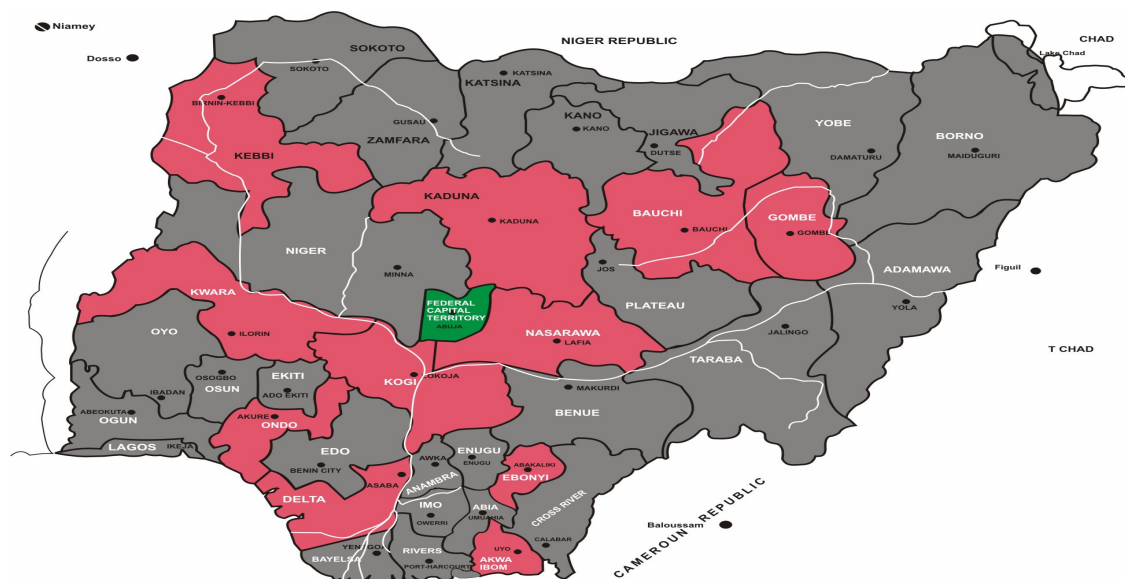 Niamey
Dosso
SOKOTO
SOKOTO
NIGER REPUBLIC
CHAD
Lake Chad
KATSINA
KATSINA
BIRNIN-KEBBI
GUSAU
ZAMFARA
KANO
KANO
JIGAWA
DUTSE
YOBE
DAMATURU
BORNO
MAIDUGURI
KEBBI
KADUNA
KADUNA
BAUCHI
BAUCHI
GOMBE
GOMBE
NIGER
MINNA
JOS
PLATEAU
ADAMAWA
YOLA
Figuil
KWARA
ILORIN
FEDERAL
CAPITAL
TERRITORY
ABUJA
NASARAWA
LAFIA
JALINGO
TARABA
T CHAD
OYO
IBADAN
OSOGBO
OSUN
EKITI
ADO EKITI
KOGI
LOKOJA
MAKURDI
BENUE
ABEOKUTA
OGUN
LAGOS
IKEJA
AKURE
ONDO
EDO
BENIN CITY
AWKA
ANAMBRA
ENUGU
ENUGU
ABAKALIKI
EBONYI
DELTA
ASABA
IMO
OWERRI
ABIA
UMUAHIA
CROSS RIVER
CALABAR
YENAGOA
BAYELSA
RIVERS
PORT-HARCOURT
UYO
AKWA
IBOM
Baloussam
CAMEROUN REPUBLIC